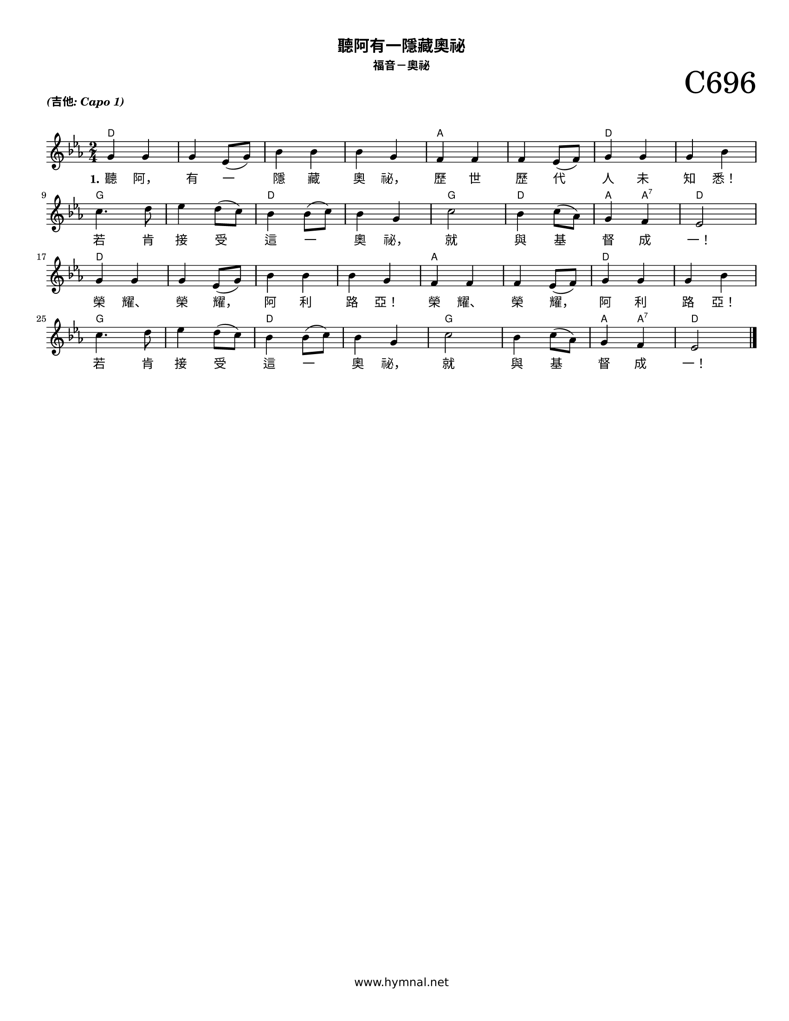 聽阿有一隱藏奧祕
福音－奧祕
C696
(吉他: Capo 1)
D A D
2 4
1. 聽 阿， 有 一 隱 藏 奧 祕， 歷 世 歷 代 人 未 知 悉！
9 G D G D A A7 D
若 肯 接 受 這 一 奧 祕， 就 與 基 督 成 一！
17 D A D
榮 耀、 榮 耀， 阿 利 路 亞！ 榮 耀、 榮 耀， 阿 利 路 亞！
25 G D G A A7 D
若 肯 接 受 這 一 奧 祕， 就 與 基 督 成 一！
www.hymnal.net